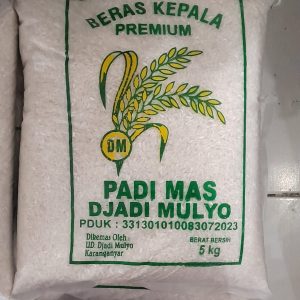 BERAS KEPALA
PREMIUM
DM
PADI MAS
DJADI MULYO
PDUK : 331301010083072023
Dikemas Oleh
UD. Djadi Mulyo
Karanganyar
BERAT BERSIH
5 kg